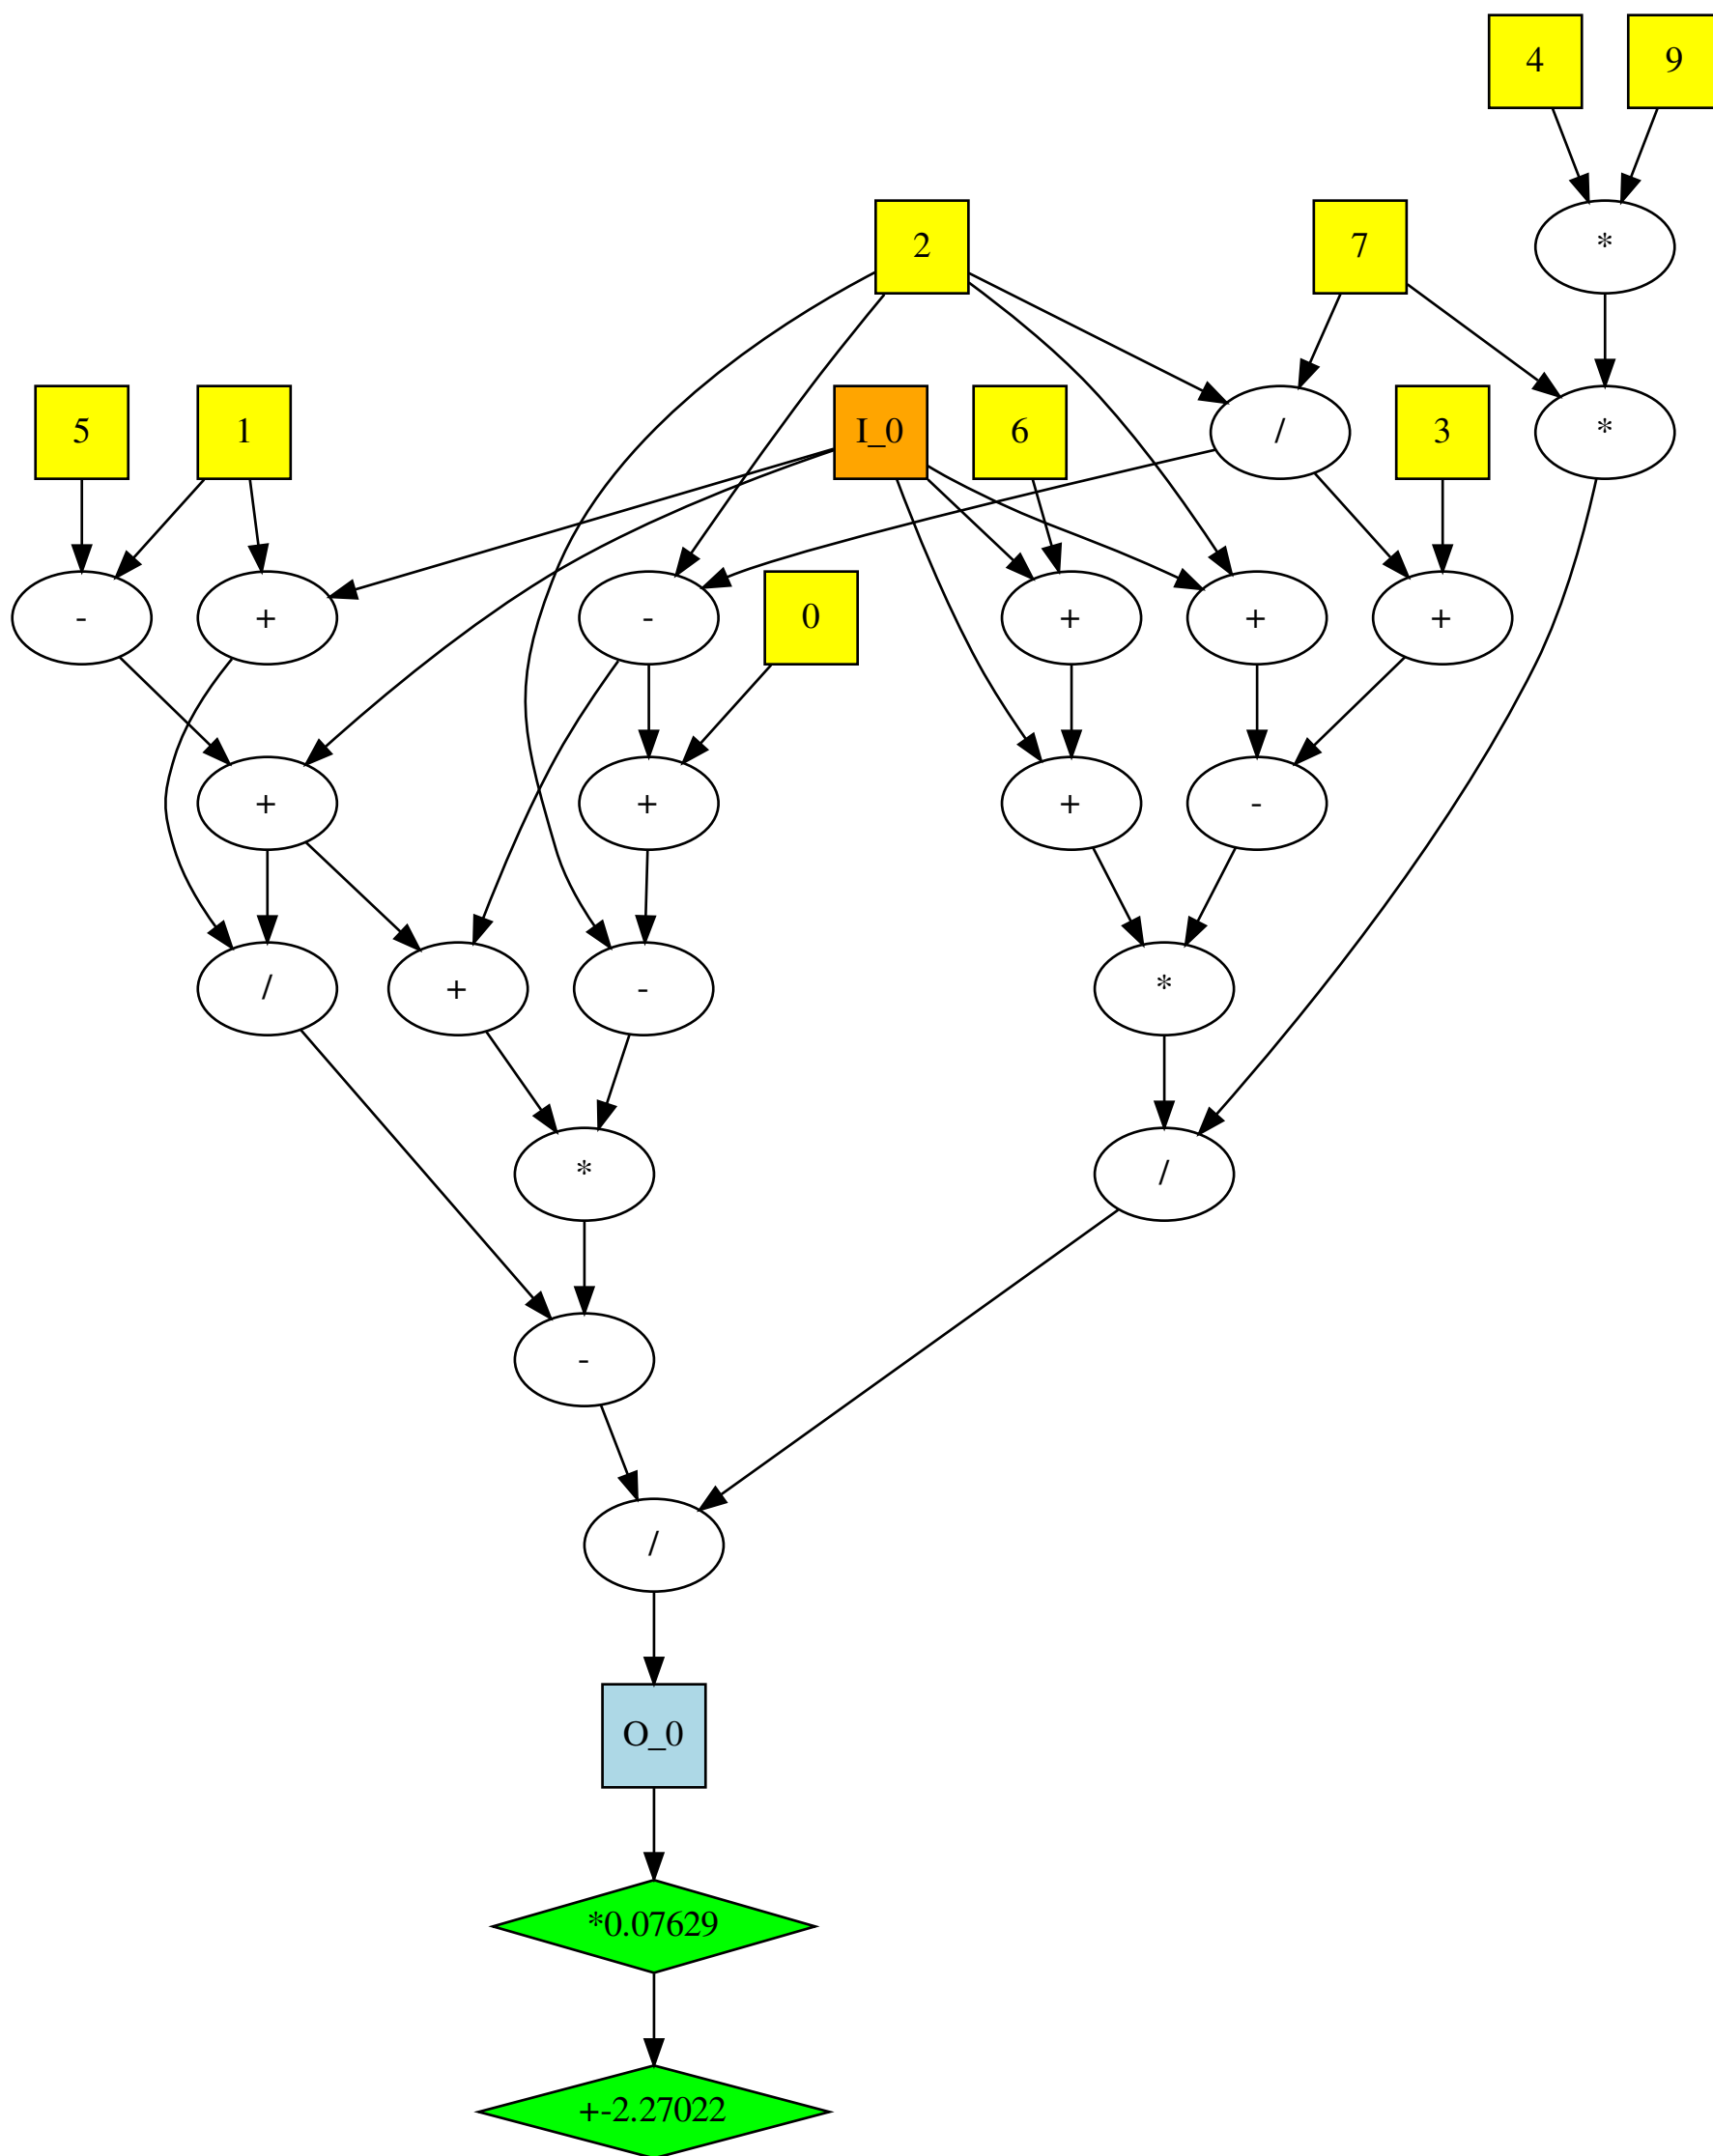 4 9
2 7 *
5 1 I_0 6 / 3 *
- + - 0 + + +
+ + + -
/ + - *
* /
-
/
O_0
*0.07629
+-2.27022